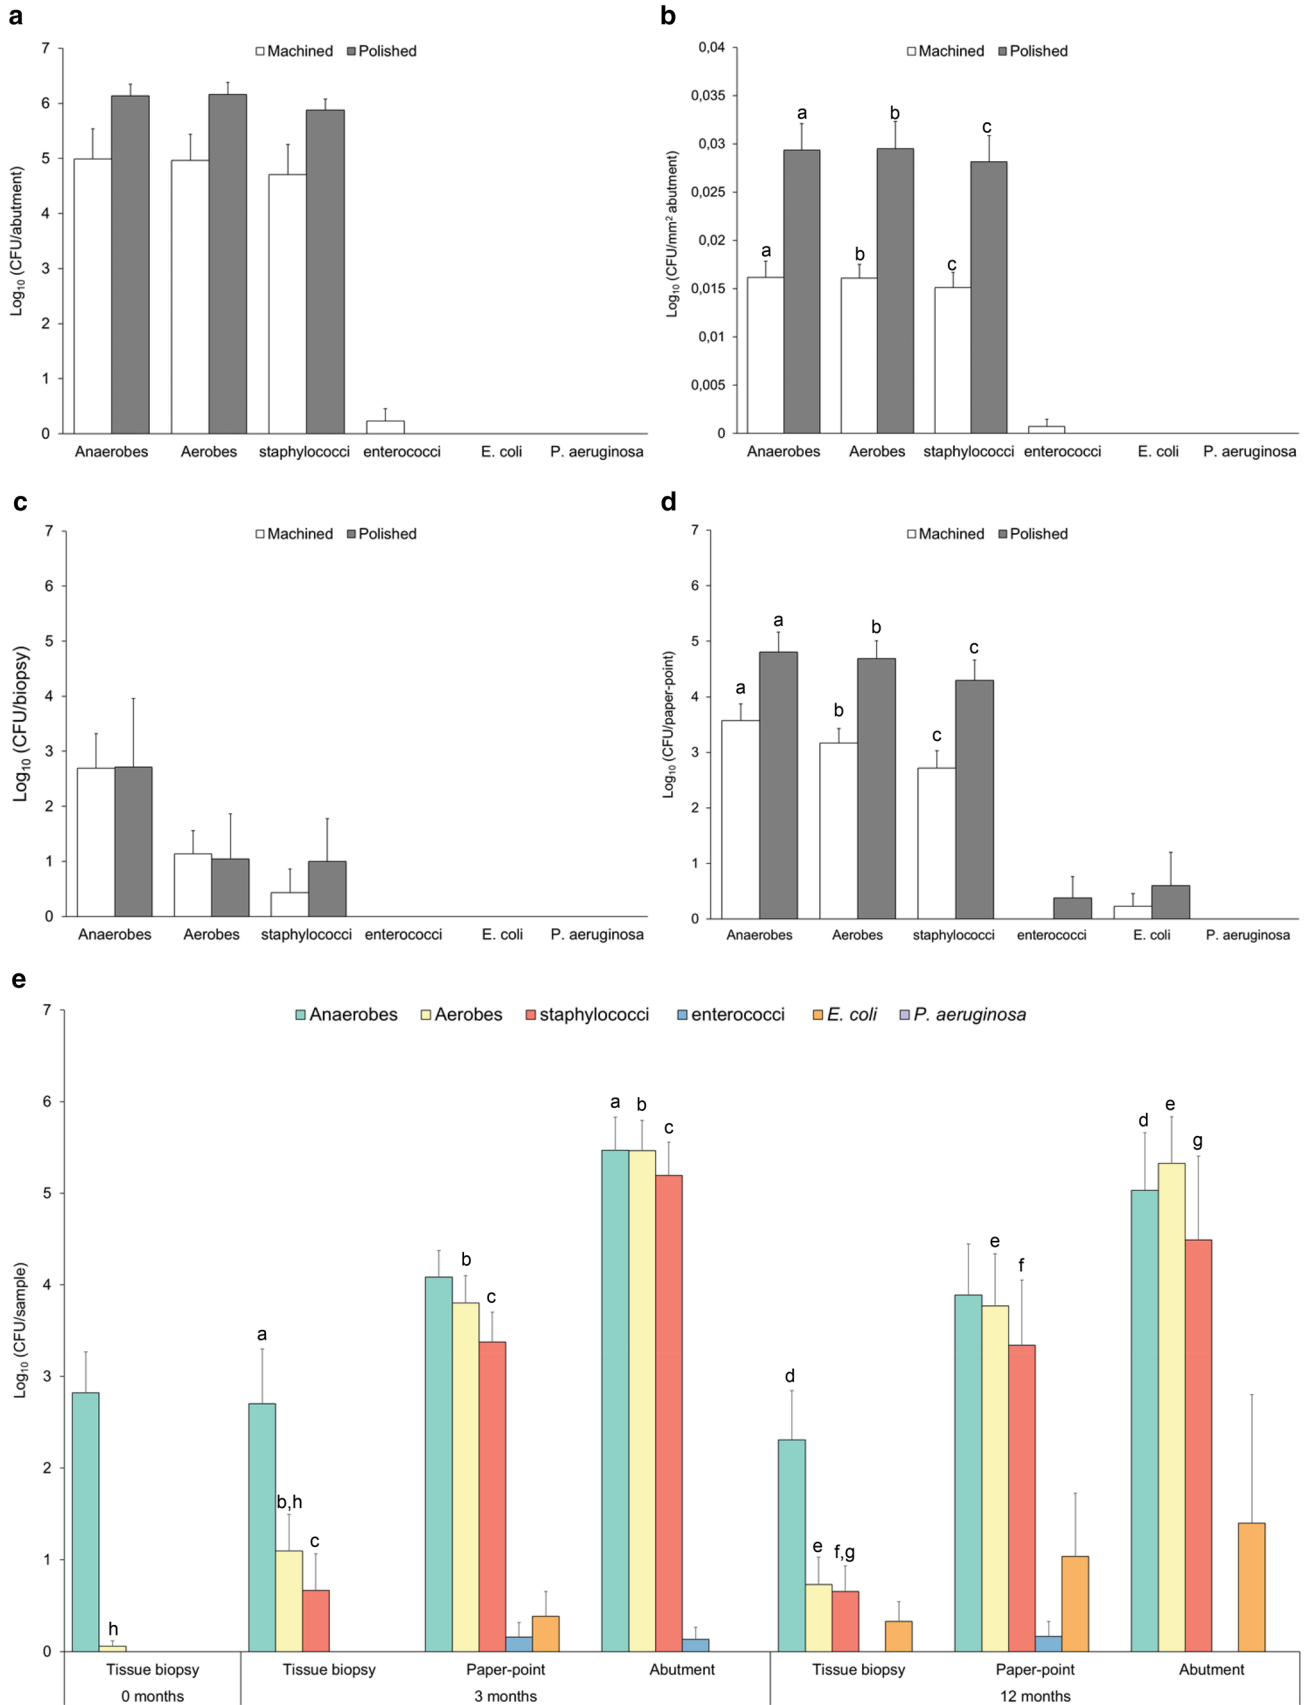 a
Machined Polished
7
6
5
4
3
2
1
0
Log10 (CFU/abutment)
Anaerobes Aerobes staphylococci enterococci E. coli P. aeruginosa
b
Machined Polished
0,04
0,035
0,03
0,025
0,02
0,015
0,01
0,005
0
Log10 (CFU/mm2 abutment)
a a b b c c
Anaerobes Aerobes staphylococci enterococci E. coli P. aeruginosa
c
Machined Polished
7
6
5
4
3
2
1
0
Log10 (CFU/biopsy)
Anaerobes Aerobes staphylococci enterococci E. coli P. aeruginosa
d
Machined Polished
7
6
5
4
3
2
1
0
Log10 (CFU/paper-point)
a a b b c c
Anaerobes Aerobes staphylococci enterococci E. coli P. aeruginosa
e
Anaerobes Aerobes staphylococci enterococci E. coli P. aeruginosa
7
6
5
4
3
2
1
0
Log10 (CFU/sample)
h a b,h c b c a b c d e f,g e f d e g
Tissue biopsy Tissue biopsy Paper-point Abutment Tissue biopsy Paper-point Abutment
0 months 3 months 12 months